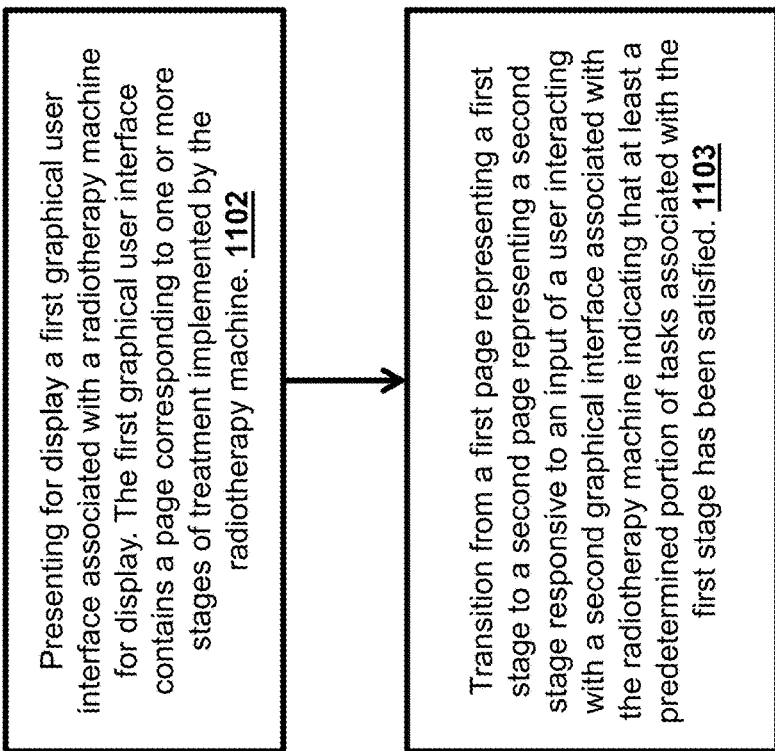 Presenting for display a first graphical user
interface associated with a radiotherapy machine
for display. The first graphical user interface
contains a page corresponding to one or more
stages of treatment implemented by the
radiotherapy machine. 1102
Transition from a first page representing a first
stage to a second page representing a second
stage responsive to an input of a user interacting
with a second graphical interface associated with
the radiotherapy machine indicating that at least a
predetermined portion of tasks associated with the
first stage has been satisfied. 1103